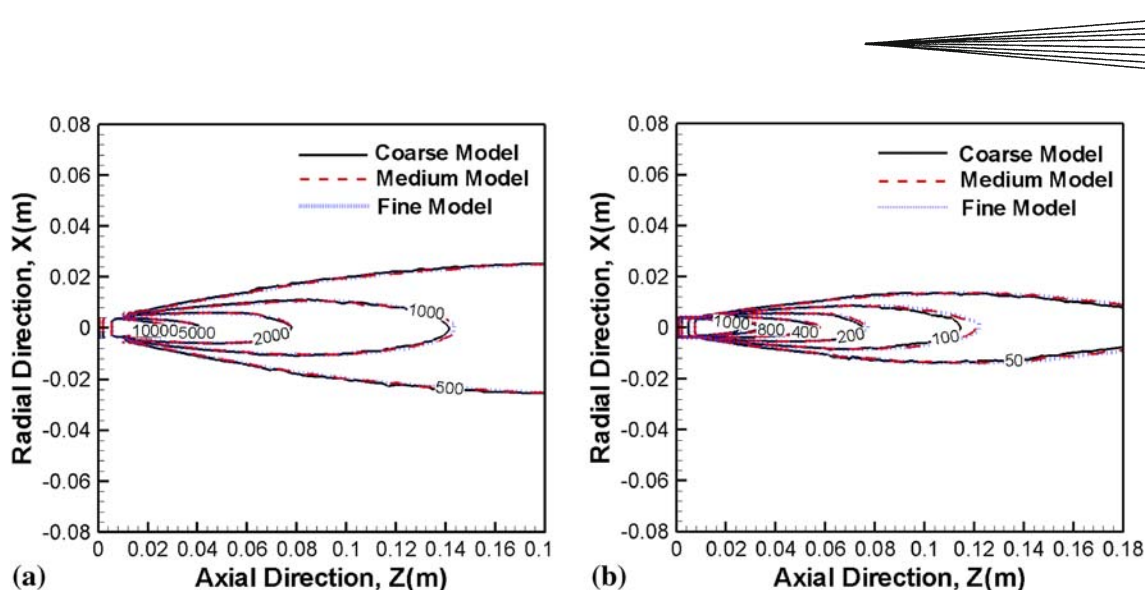 0.08
0.06
0.04
0.02
0
-0.02
-0.04
-0.06
-0.08
Radial Direction, X(m)
Coarse Model
Medium Model
Fine Model
10000
5000
2000
1000
500
0 0.02 0.04 0.06 0.08 0.1 0.12 0.14 0.16 0.1
(a) Axial Direction, Z(m)
0.08
0.06
0.04
0.02
0
-0.02
-0.04
-0.06
-0.08
Radial Direction, X(m)
Coarse Model
Medium Model
Fine Model
1000
800
400
200
100
50
0 0.02 0.04 0.06 0.08 0.1 0.12 0.14 0.16 0.18
(b) Axial Direction, Z(m)